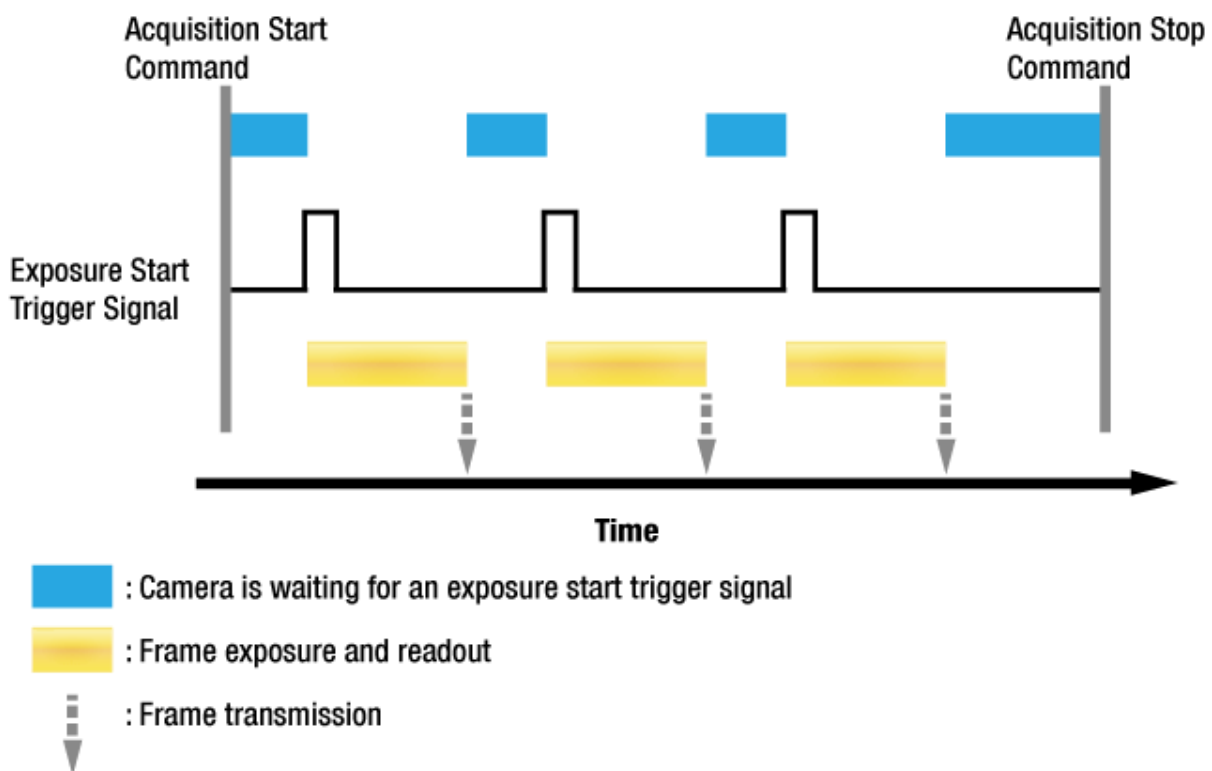 Acquisition Start
Command
Acquisition Stop
Command
Exposure Start
Trigger Signal
Time
: Camera is waiting for an exposure start trigger signal
: Frame exposure and readout
: Frame transmission